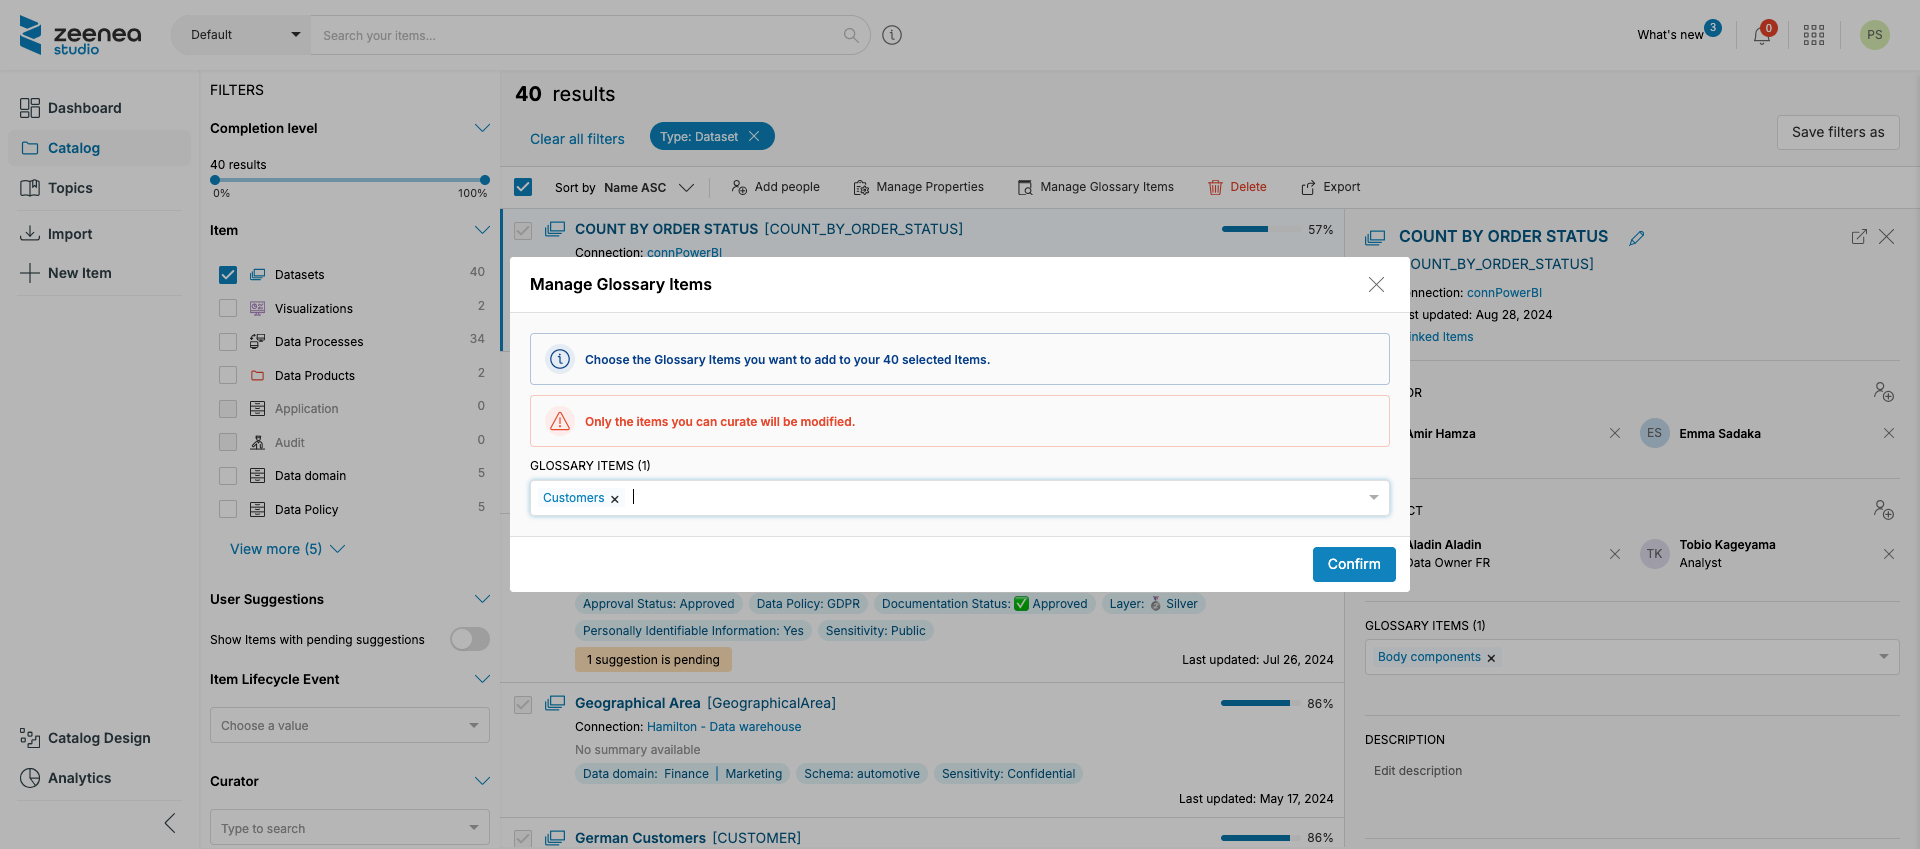 zeenea
studio
Default
Search your items...
What's new
3
0
PS
Dashboard
Catalog
Topics
Import
New Item
Catalog Design
Analytics
FILTERS
Completion level
40 results
0%
100%
Item
Datasets
40
Visualizations
2
Data Processes
34
Data Products
2
Application
0
Audit
0
Data domain
5
Data Policy
5
View more (5)
User Suggestions
Show Items with pending suggestions
Item Lifecycle Event
Choose a value
Curator
Type to search
40 results
Clear all filters
Type: Dataset
Save filters as
Sort by Name ASC
Add people
Manage Properties
Manage Glossary Items
Delete
Export
COUNT BY ORDER STATUS [COUNT_BY_ORDER_STATUS]
57%
Connection: connPowerBI
Manage Glossary Items
Choose the Glossary Items you want to add to your 40 selected Items.
Only the items you can curate will be modified.
GLOSSARY ITEMS (1)
Customers
Confirm
Approval Status: Approved
Data Policy: GDPR
Documentation Status: ✅ Approved
Layer: 🥈 Silver
Personally Identifiable Information: Yes
Sensitivity: Public
1 suggestion is pending
Last updated: Jul 26, 2024
Geographical Area [GeographicalArea]
86%
Connection: Hamilton - Data warehouse
No summary available
Data domain: Finance | Marketing
Schema: automotive
Sensitivity: Confidential
Last updated: May 17, 2024
German Customers [CUSTOMER]
86%
COUNT BY ORDER STATUS
OUNT_BY_ORDER_STATUS]
nnection: connPowerBI
st updated: Aug 28, 2024
inked Items
OR
Amir Hamza
ES
Emma Sadaka
CT
Aladin Aladin
Data Owner FR
TK
Tobio Kageyama
Analyst
GLOSSARY ITEMS (1)
Body components
DESCRIPTION
Edit description